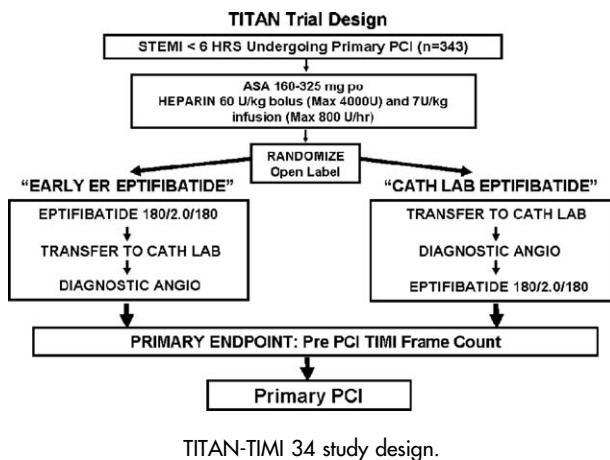 TITAN Trial Design
STEMI < 6 HRS Undergoing Primary PCI (n=343)
ASA 160-325 mg po
HEPARIN 60 U/kg bolus (Max 4000U) and 7U/kg
infusion (Max 800 U/hr)
RANDOMIZE
Open Label
“EARLY ER EPTIFIBATIDE”
EPTIFIBATIDE 180/2.0/180
TRANSFER TO CATH LAB
DIAGNOSTIC ANGIO
“CATH LAB EPTIFIBATIDE”
TRANSFER TO CATH LAB
DIAGNOSTIC ANGIO
EPTIFIBATIDE 180/2.0/180
PRIMARY ENDPOINT: Pre PCI TIMI Frame Count
Primary PCI
TITAN-TIMI 34 study design.